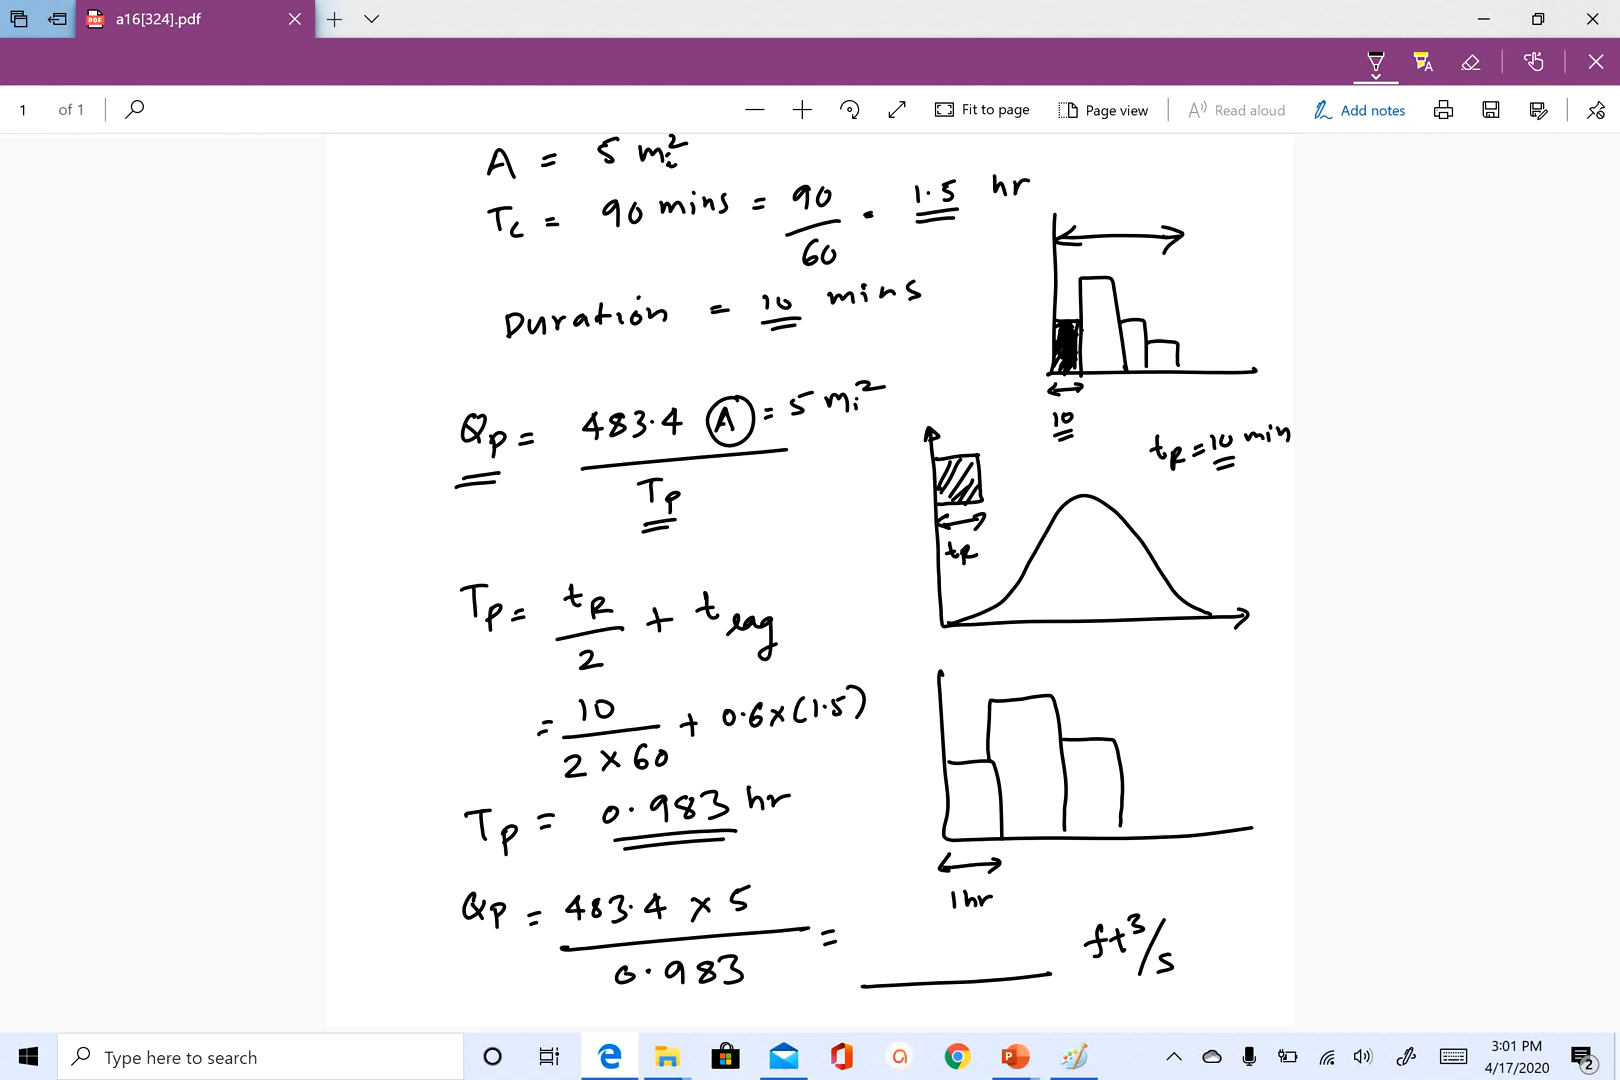 a16[324].pdf
1 of 1
Fit to page
Page view
Read aloud
Add notes
A = 5 mi²
Tc = 90 mins = 90/60 = 1.5 hr
Duration = 10 mins
10
tR = 10 min
Qp = 483.4 A / Tp
A = 5 mi²
tR
Tp = tR/2 + tlag
= 10/(2 × 60) + 0.6 × (1.5)
Tp = 0.983 hr
1 hr
Qp = 483.4 × 5 / 0.983 = ______ ft³/s
Type here to search
3:01 PM
4/17/2020
2